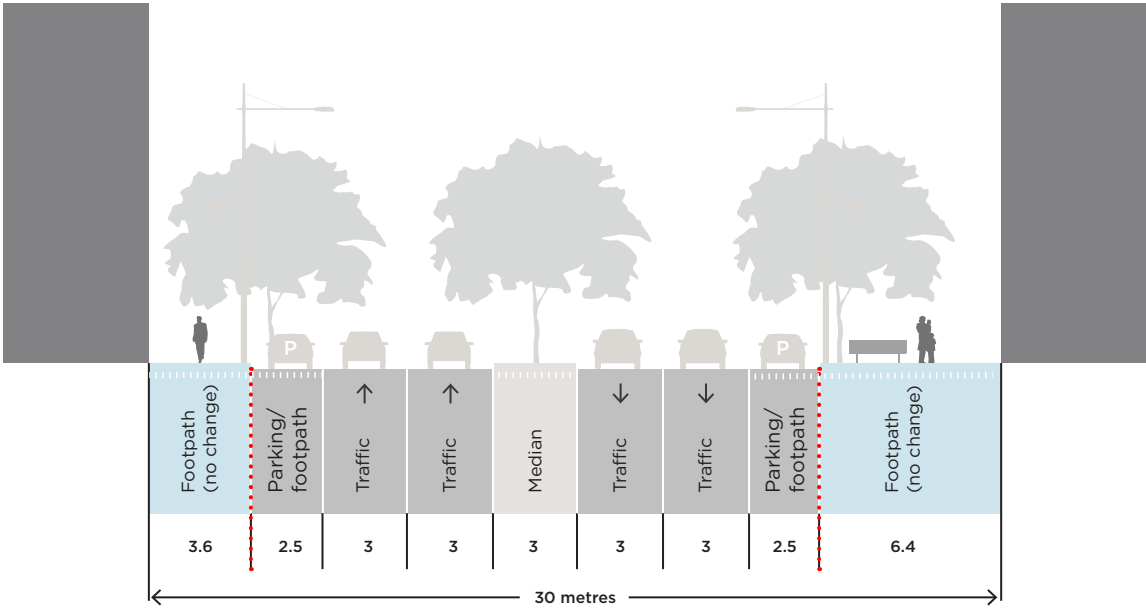 P
P
Footpath
(no change)
Parking/
footpath
Traffic
Traffic
Median
Traffic
Traffic
Parking/
footpath
Footpath
(no change)
3.6
2.5
3
3
3
3
3
2.5
6.4
30 metres